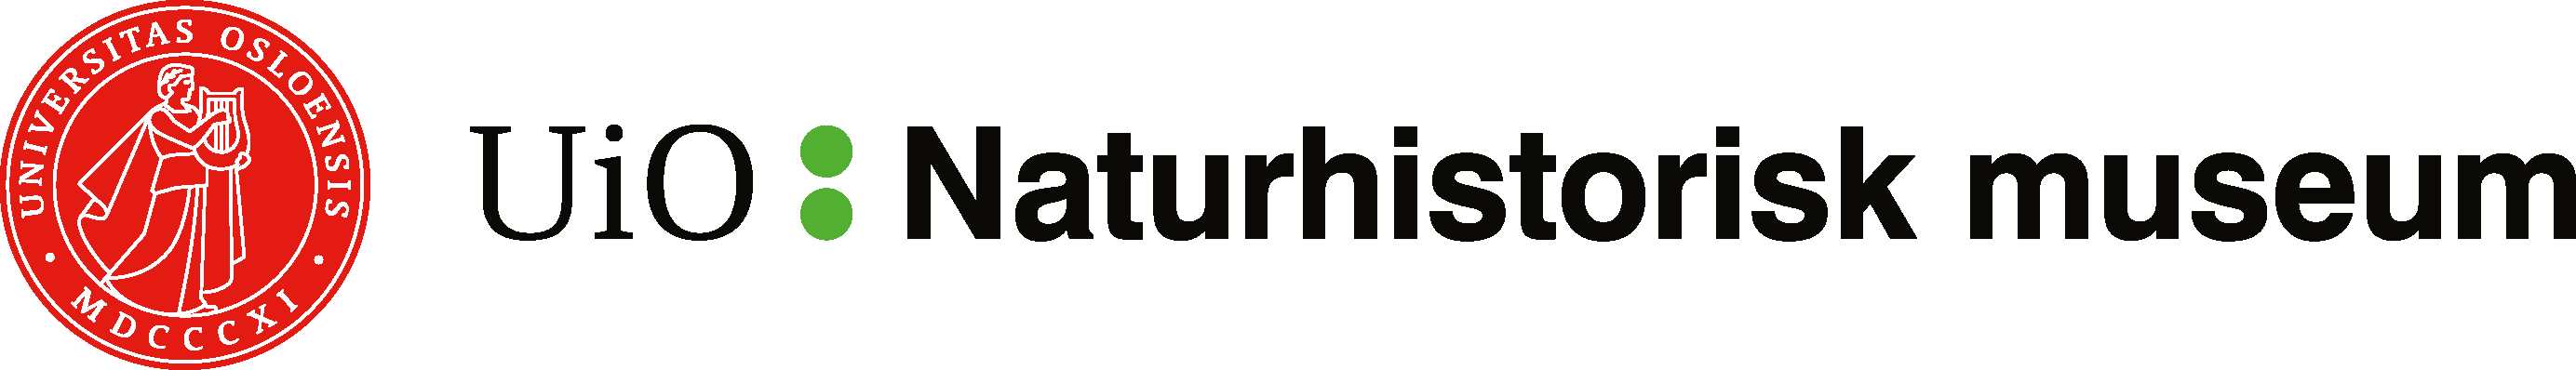 UNIVERSITAS OSLOENSIS
MDCCCXI
UiO : Naturhistorisk museum